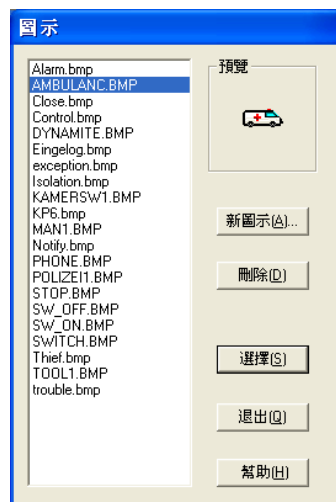 圖示
Alarm.bmp
AMBULANC.BMP
Close.bmp
Control.bmp
DYNAMITE.BMP
Eingelog.bmp
exception.bmp
Isolation.bmp
KAMERSW1.BMP
KP6.bmp
MAN1.BMP
Notify.bmp
PHONE.BMP
POLIZEI1.BMP
STOP.BMP
SW_OFF.BMP
SW_ON.BMP
SWITCH.BMP
Thief.bmp
TOOL1.BMP
trouble.bmp
預覽
新圖示(A)...
刪除(D)
選擇(S)
退出(Q)
幫助(H)